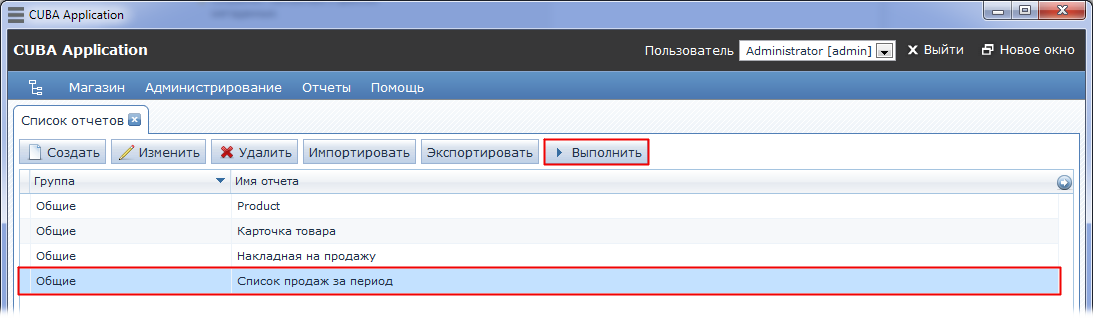 CUBA Application
CUBA Application Пользователь Administrator [admin] Выйти Новое окно
Магазин Администрирование Отчеты Помощь
Список отчетов
Создать Изменить Удалить Импортировать Экспортировать Выполнить
Группа Имя отчета
Общие Product
Общие Карточка товара
Общие Накладная на продажу
Общие Список продаж за период